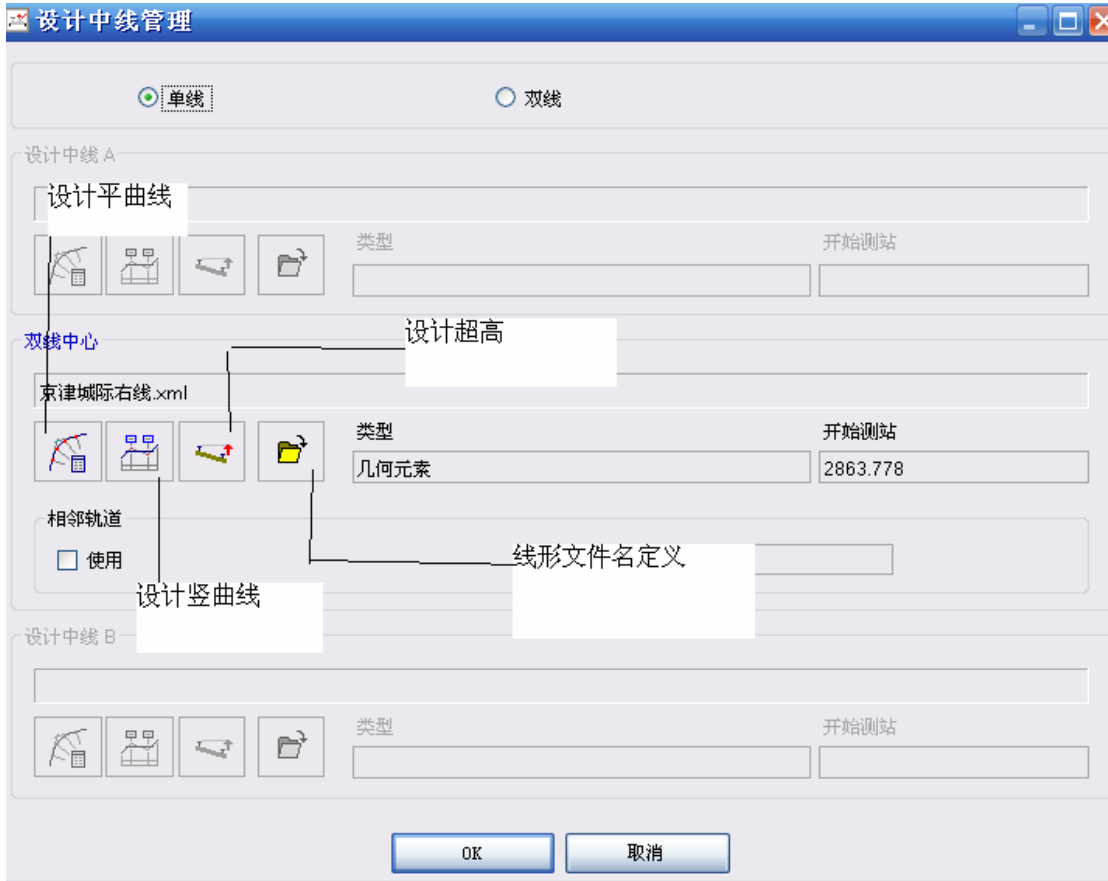 设计中线管理
单线 双线
设计中线 A
设计平曲线
类型 开始测站
设计超高
双线中心
京津城际右线.xml
类型 开始测站
几何元素 2863.778
相邻轨道
使用
线形文件名定义
设计竖曲线
设计中线 B
类型 开始测站
OK 取消